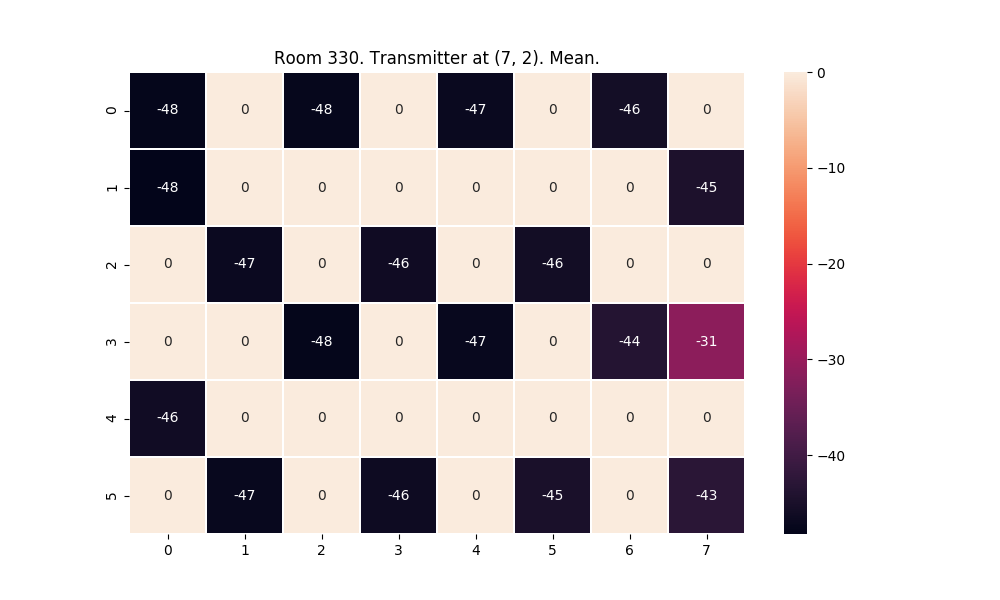 Room 330. Transmitter at (7, 2). Mean.
0 -48 0 -48 0 -47 0 -46 0
1 -48 0 0 0 0 0 0 -45
2 0 -47 0 -46 0 -46 0 0
3 0 0 -48 0 -47 0 -44 -31
4 -46 0 0 0 0 0 0 0
5 0 -47 0 -46 0 -45 0 -43
0 1 2 3 4 5 6 7
0
−10
−20
−30
−40